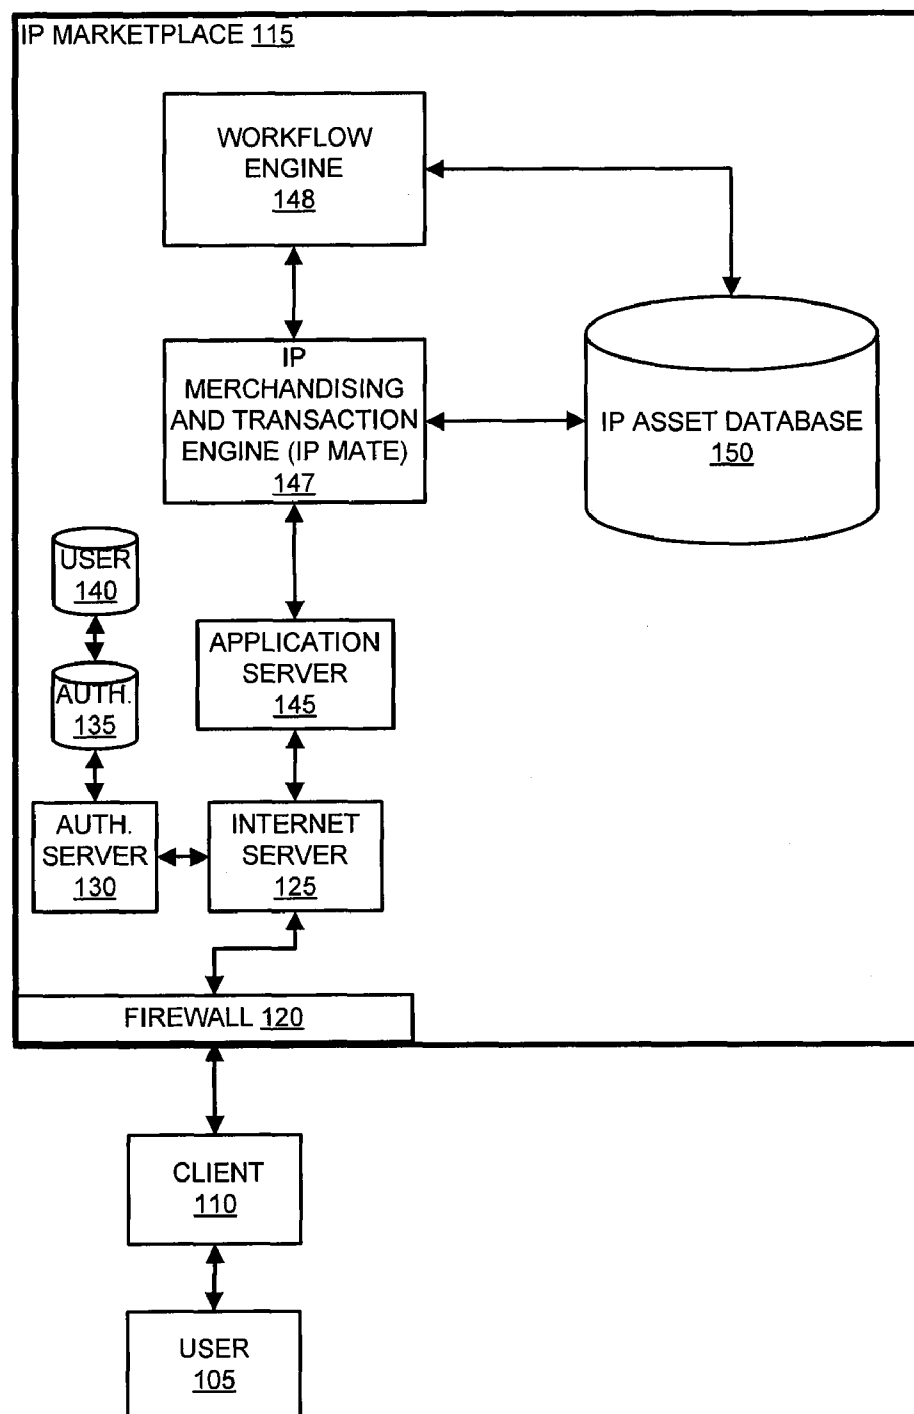 IP MARKETPLACE 115
WORKFLOW
ENGINE
148
IP
MERCHANDISING
AND TRANSACTION
ENGINE (IP MATE)
147
IP ASSET DATABASE
150
USER
140
APPLICATION
SERVER
145
AUTH.
135
AUTH.
SERVER
130
INTERNET
SERVER
125
FIREWALL 120
CLIENT
110
USER
105